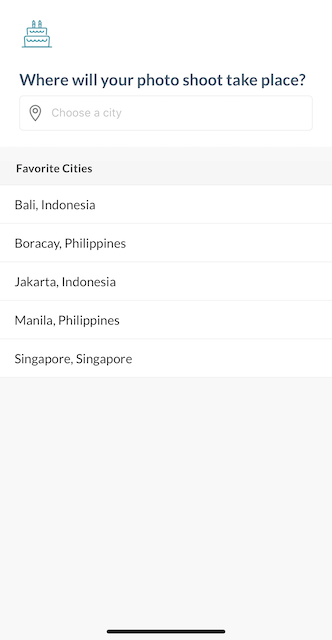 Where will your photo shoot take place?
Choose a city
Favorite Cities
Bali, Indonesia
Boracay, Philippines
Jakarta, Indonesia
Manila, Philippines
Singapore, Singapore